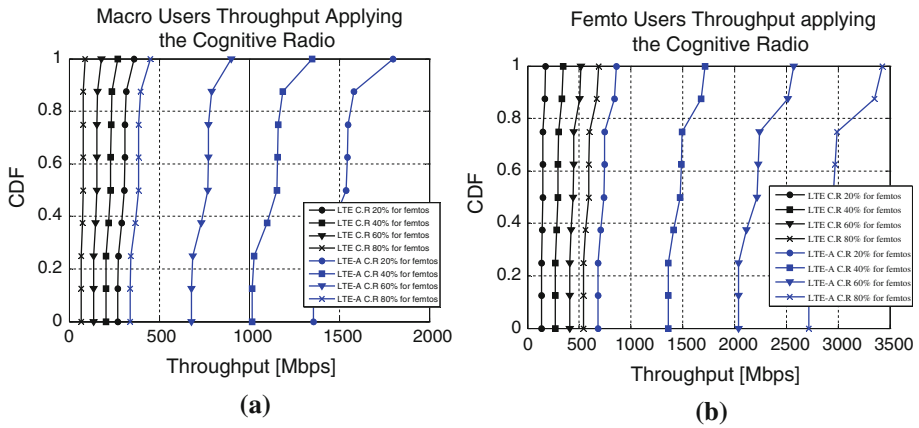 Macro Users Throughput Applying
the Cognitive Radio
1
0.8
0.6
0.4
0.2
0
CDF
0 500 1000 1500 2000
Throughput [Mbps]
LTE C.R 20% for femtos
LTE C.R 40% for femtos
LTE C.R 60% for femtos
LTE C.R 80% for femtos
LTE-A C.R 20% for femtos
LTE-A C.R 40% for femtos
LTE-A C.R 60% for femtos
LTE-A C.R 80% for femtos
(a)
Femto Users Throughput applying
the Cognitive Radio
1
0.8
0.6
0.4
0.2
0
CDF
0 500 1000 1500 2000 2500 3000 3500
Throughput [Mbps]
LTE C.R 20% for femtos
LTE C.R 40% for femtos
LTE C.R 60% for femtos
LTE C.R 80% for femtos
LTE-A C.R 20% for femtos
LTE-A C.R 40% for femtos
LTE-A C.R 60% for femtos
LTE-A C.R 80% for femtos
(b)